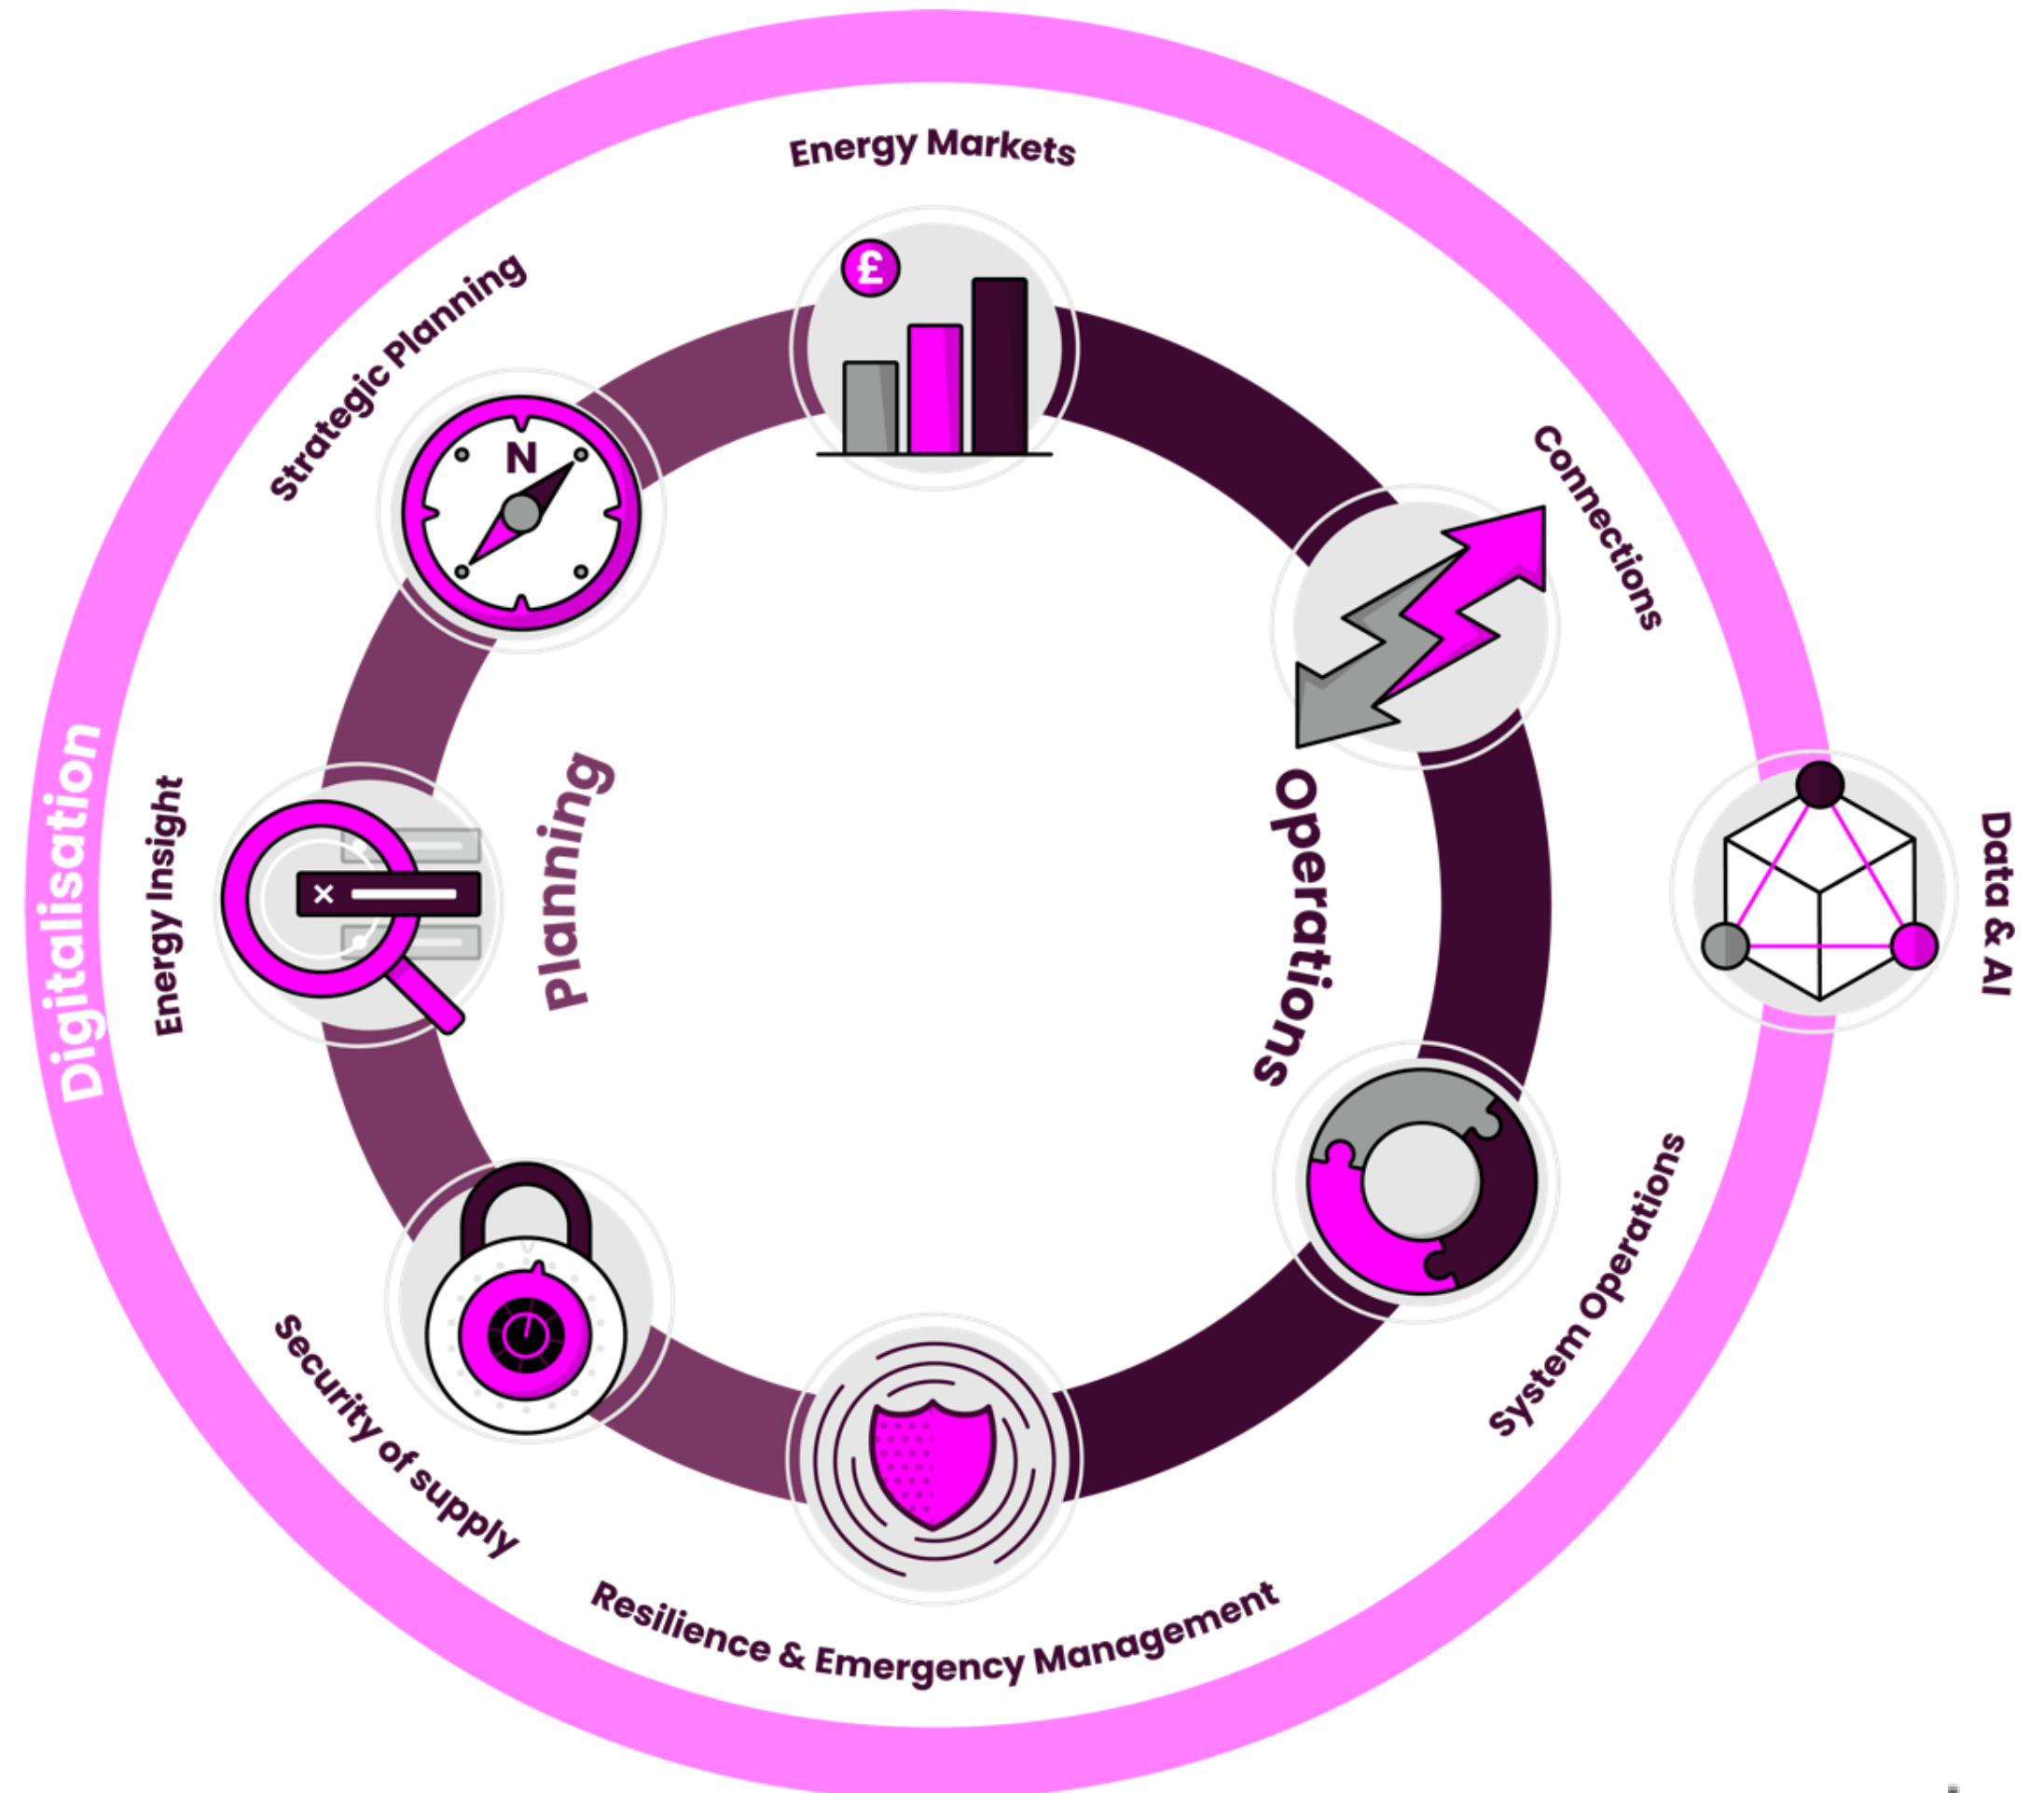 Energy Markets
£
Strategic Planning
N
Connections
Digitalisation
Energy Insight
Planning
Operations
Data & AI
System Operations
Security of supply
Resilience & Emergency Management